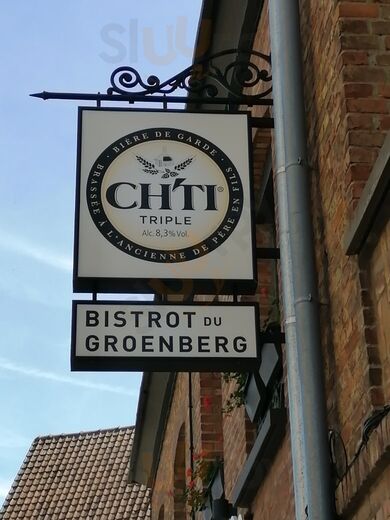 sluurpy
BIÈRE DE GARDE
BRASSÉE À L'ANCIENNE DE PÈRE EN FILS
CH'TI®
TRIPLE
Alc. 8,3% Vol.
BISTROT DU
GROENBERG